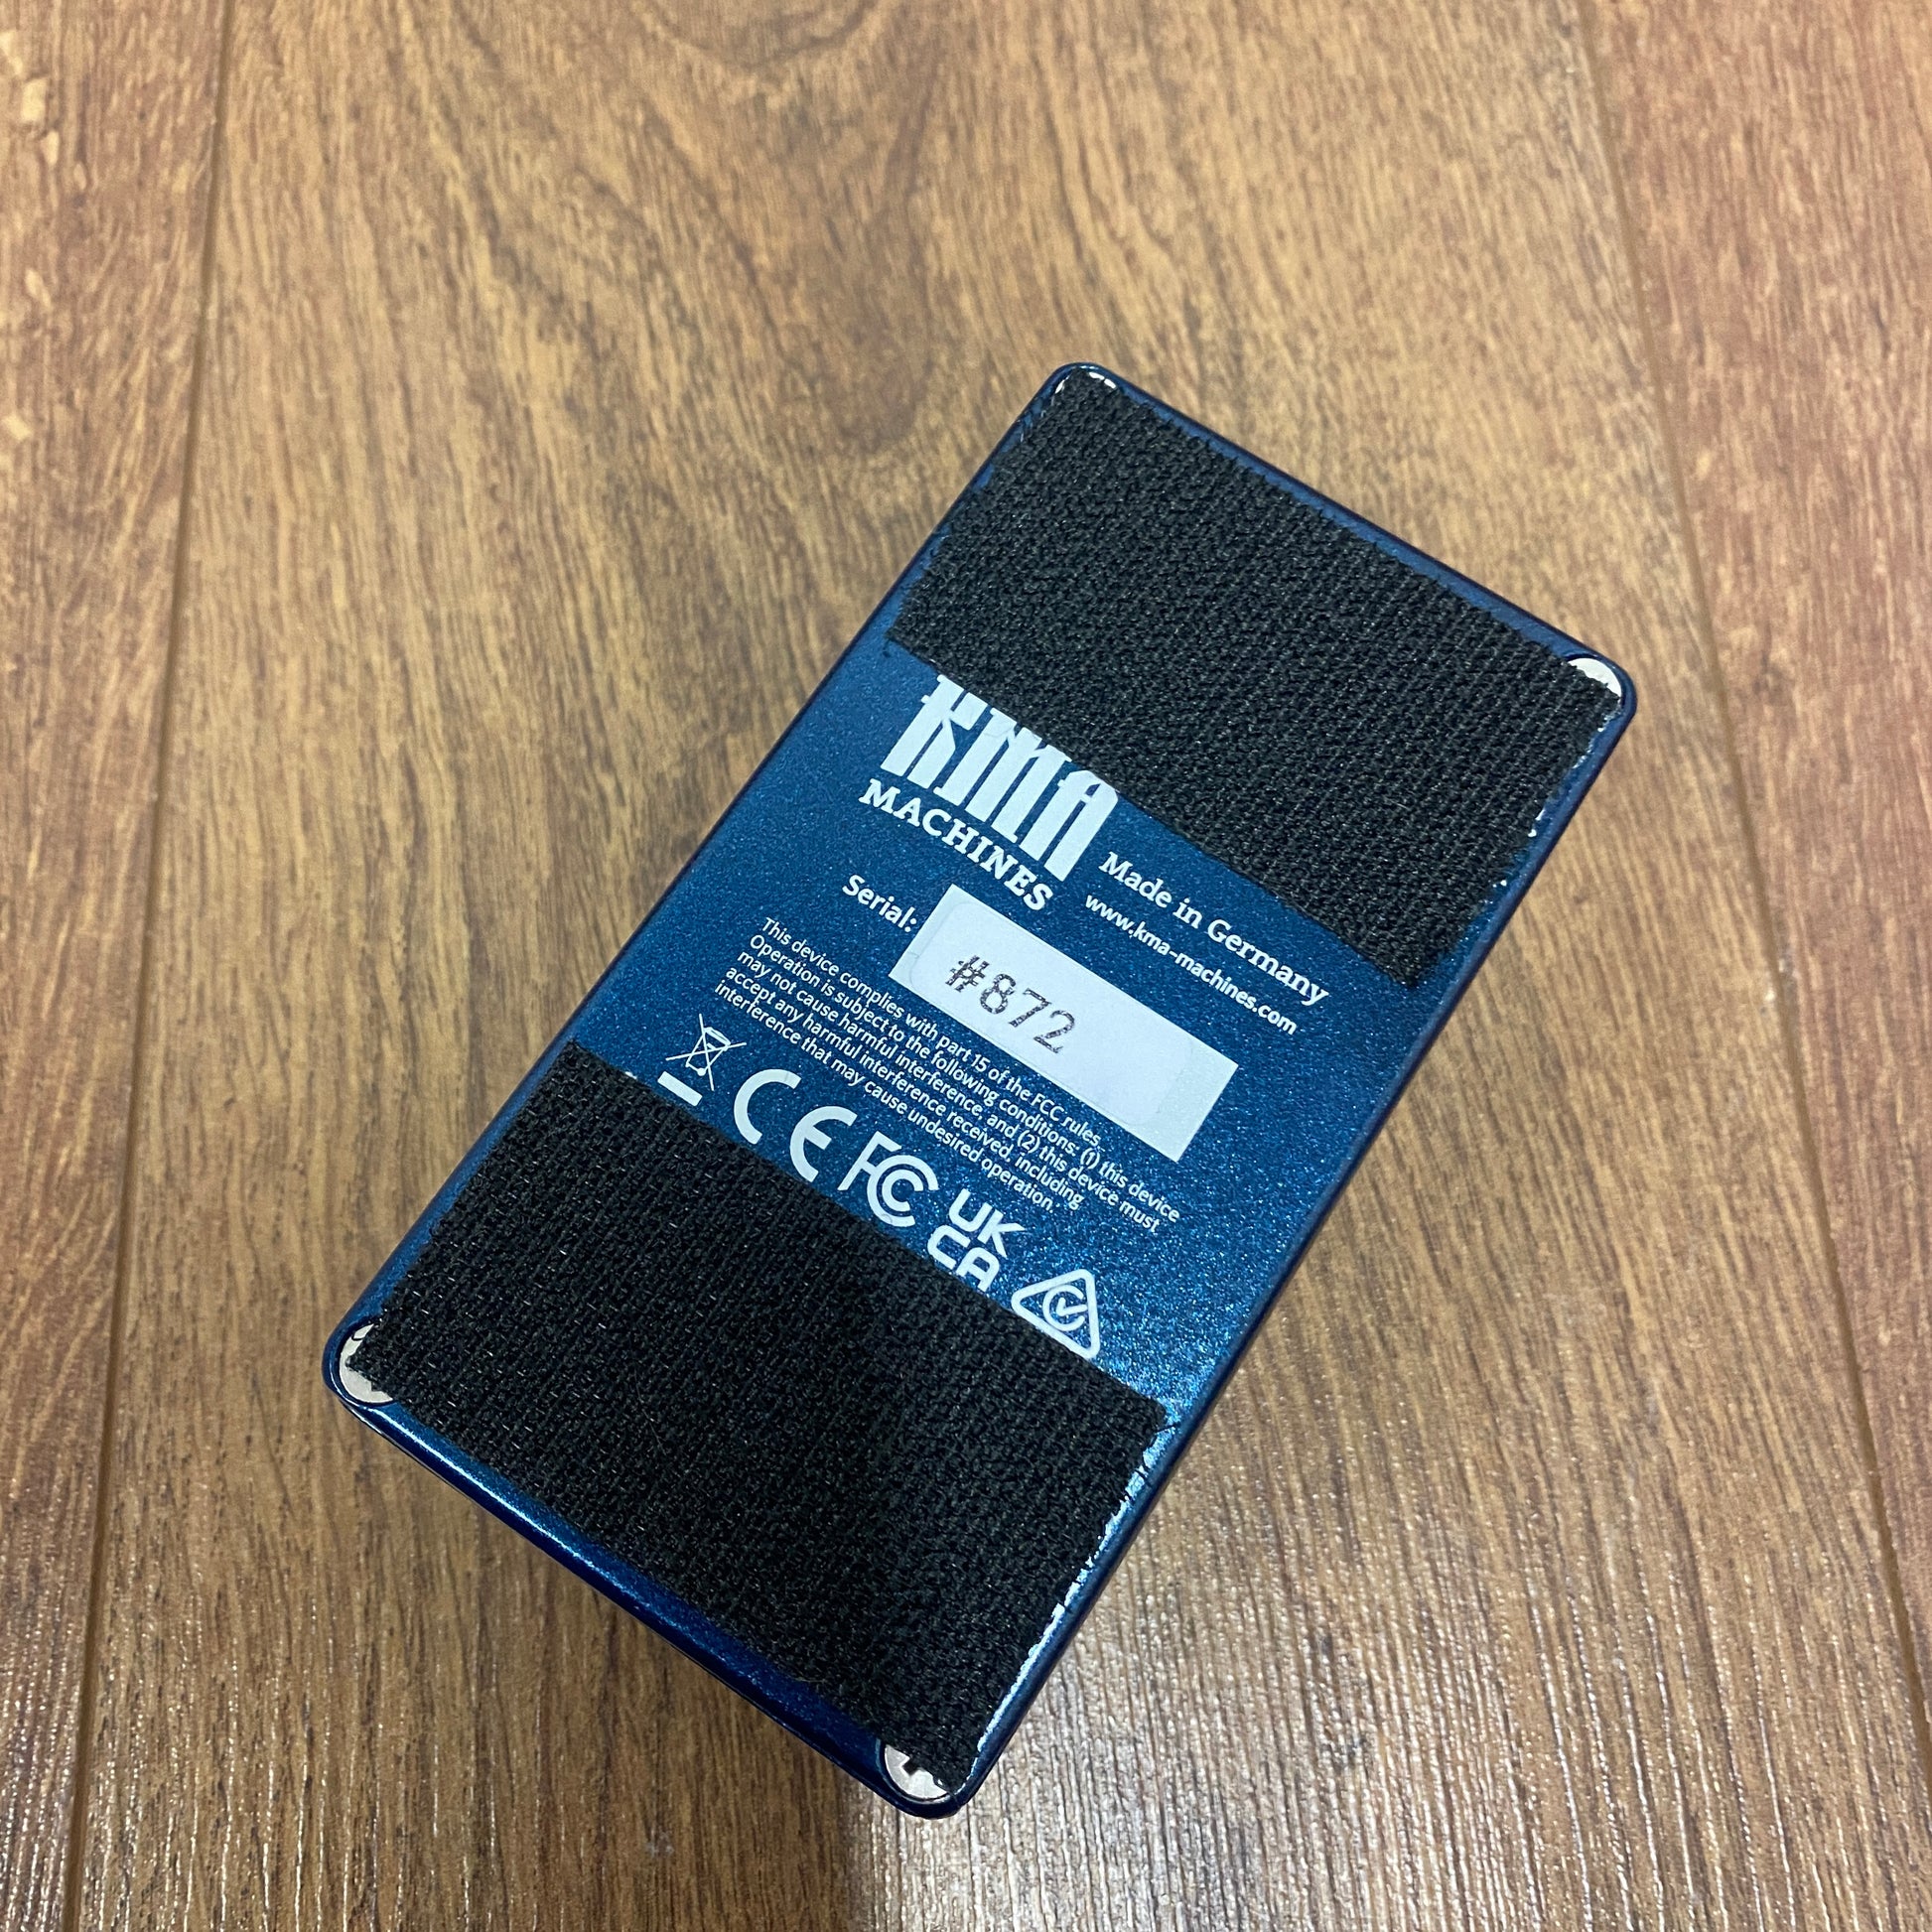 KMA
MACHINES
Made in Germany
www.kma-machines.com
Serial:
#872
This device complies with part 15 of the FCC rules.
Operation is subject to the following conditions: (1) this device
may not cause harmful interference, and (2) this device must
accept any harmful interference received, including
interference that may cause undesired operation.
CE
FC
UK
CA